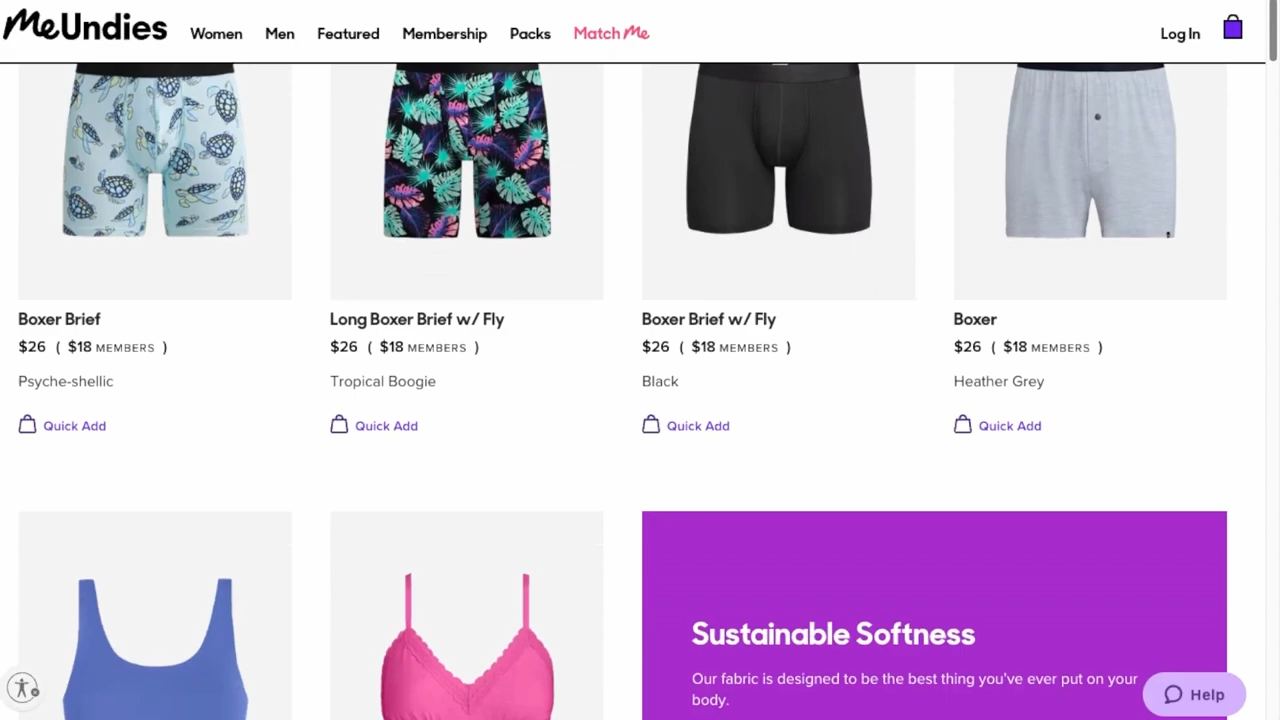 MeUndies Women Men Featured Membership Packs Match Me Log In
Boxer Brief
$26 ( $18 MEMBERS )
Psyche-shellic
Quick Add
Long Boxer Brief w/ Fly
$26 ( $18 MEMBERS )
Tropical Boogie
Quick Add
Boxer Brief w/ Fly
$26 ( $18 MEMBERS )
Black
Quick Add
Boxer
$26 ( $18 MEMBERS )
Heather Grey
Quick Add
Sustainable Softness
Our fabric is designed to be the best thing you've ever put on your
body.
Help